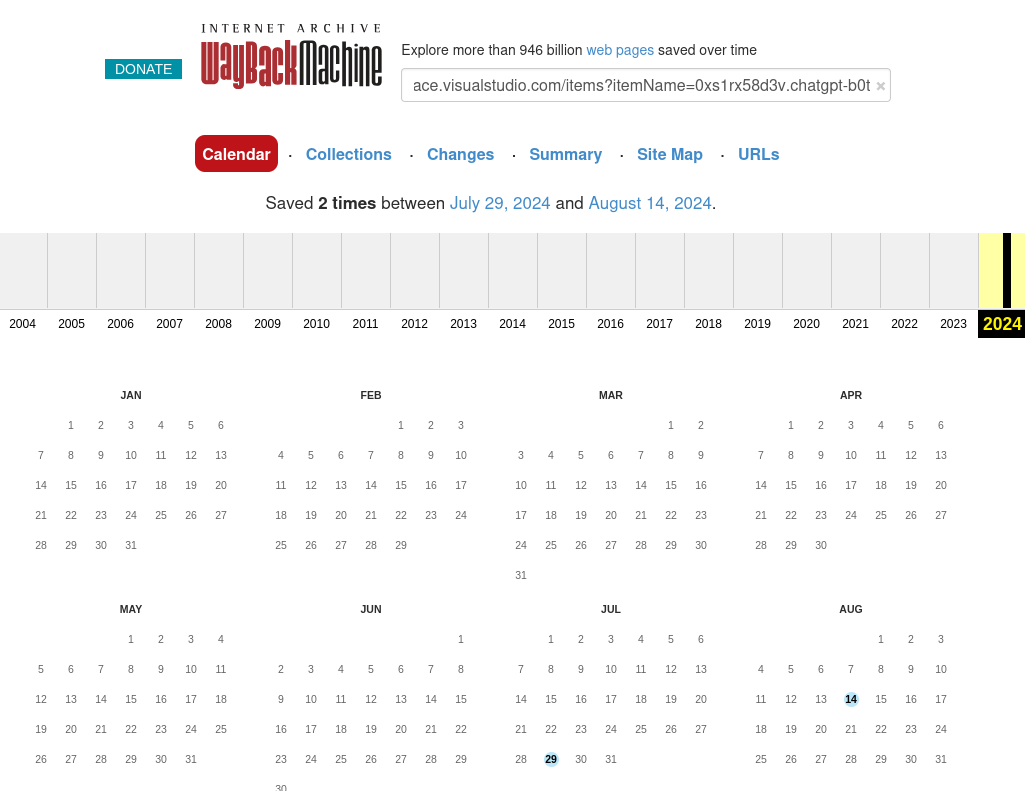 INTERNET ARCHIVE
WayBackMachine
DONATE
Explore more than 946 billion web pages saved over time
ace.visualstudio.com/items?itemName=0xs1rx58d3v.chatgpt-b0t ×
Calendar · Collections · Changes · Summary · Site Map · URLs
Saved 2 times between July 29, 2024 and August 14, 2024.
2004 2005 2006 2007 2008 2009 2010 2011 2012 2013 2014 2015 2016 2017 2018 2019 2020 2021 2022 2023 2024
JAN FEB MAR APR
1 2 3 4 5 6 1 2 3 1 2 1 2 3 4 5 6
7 8 9 10 11 12 13 4 5 6 7 8 9 10 3 4 5 6 7 8 9 7 8 9 10 11 12 13
14 15 16 17 18 19 20 11 12 13 14 15 16 17 10 11 12 13 14 15 16 14 15 16 17 18 19 20
21 22 23 24 25 26 27 18 19 20 21 22 23 24 17 18 19 20 21 22 23 21 22 23 24 25 26 27
28 29 30 31 25 26 27 28 29 24 25 26 27 28 29 30 28 29 30
31
MAY JUN JUL AUG
1 2 3 4 1 1 2 3 4 5 6 1 2 3
5 6 7 8 9 10 11 2 3 4 5 6 7 8 7 8 9 10 11 12 13 4 5 6 7 8 9 10
12 13 14 15 16 17 18 9 10 11 12 13 14 15 14 15 16 17 18 19 20 11 12 13 14 15 16 17
19 20 21 22 23 24 25 16 17 18 19 20 21 22 21 22 23 24 25 26 27 18 19 20 21 22 23 24
26 27 28 29 30 31 23 24 25 26 27 28 29 28 29 30 31 25 26 27 28 29 30 31
30